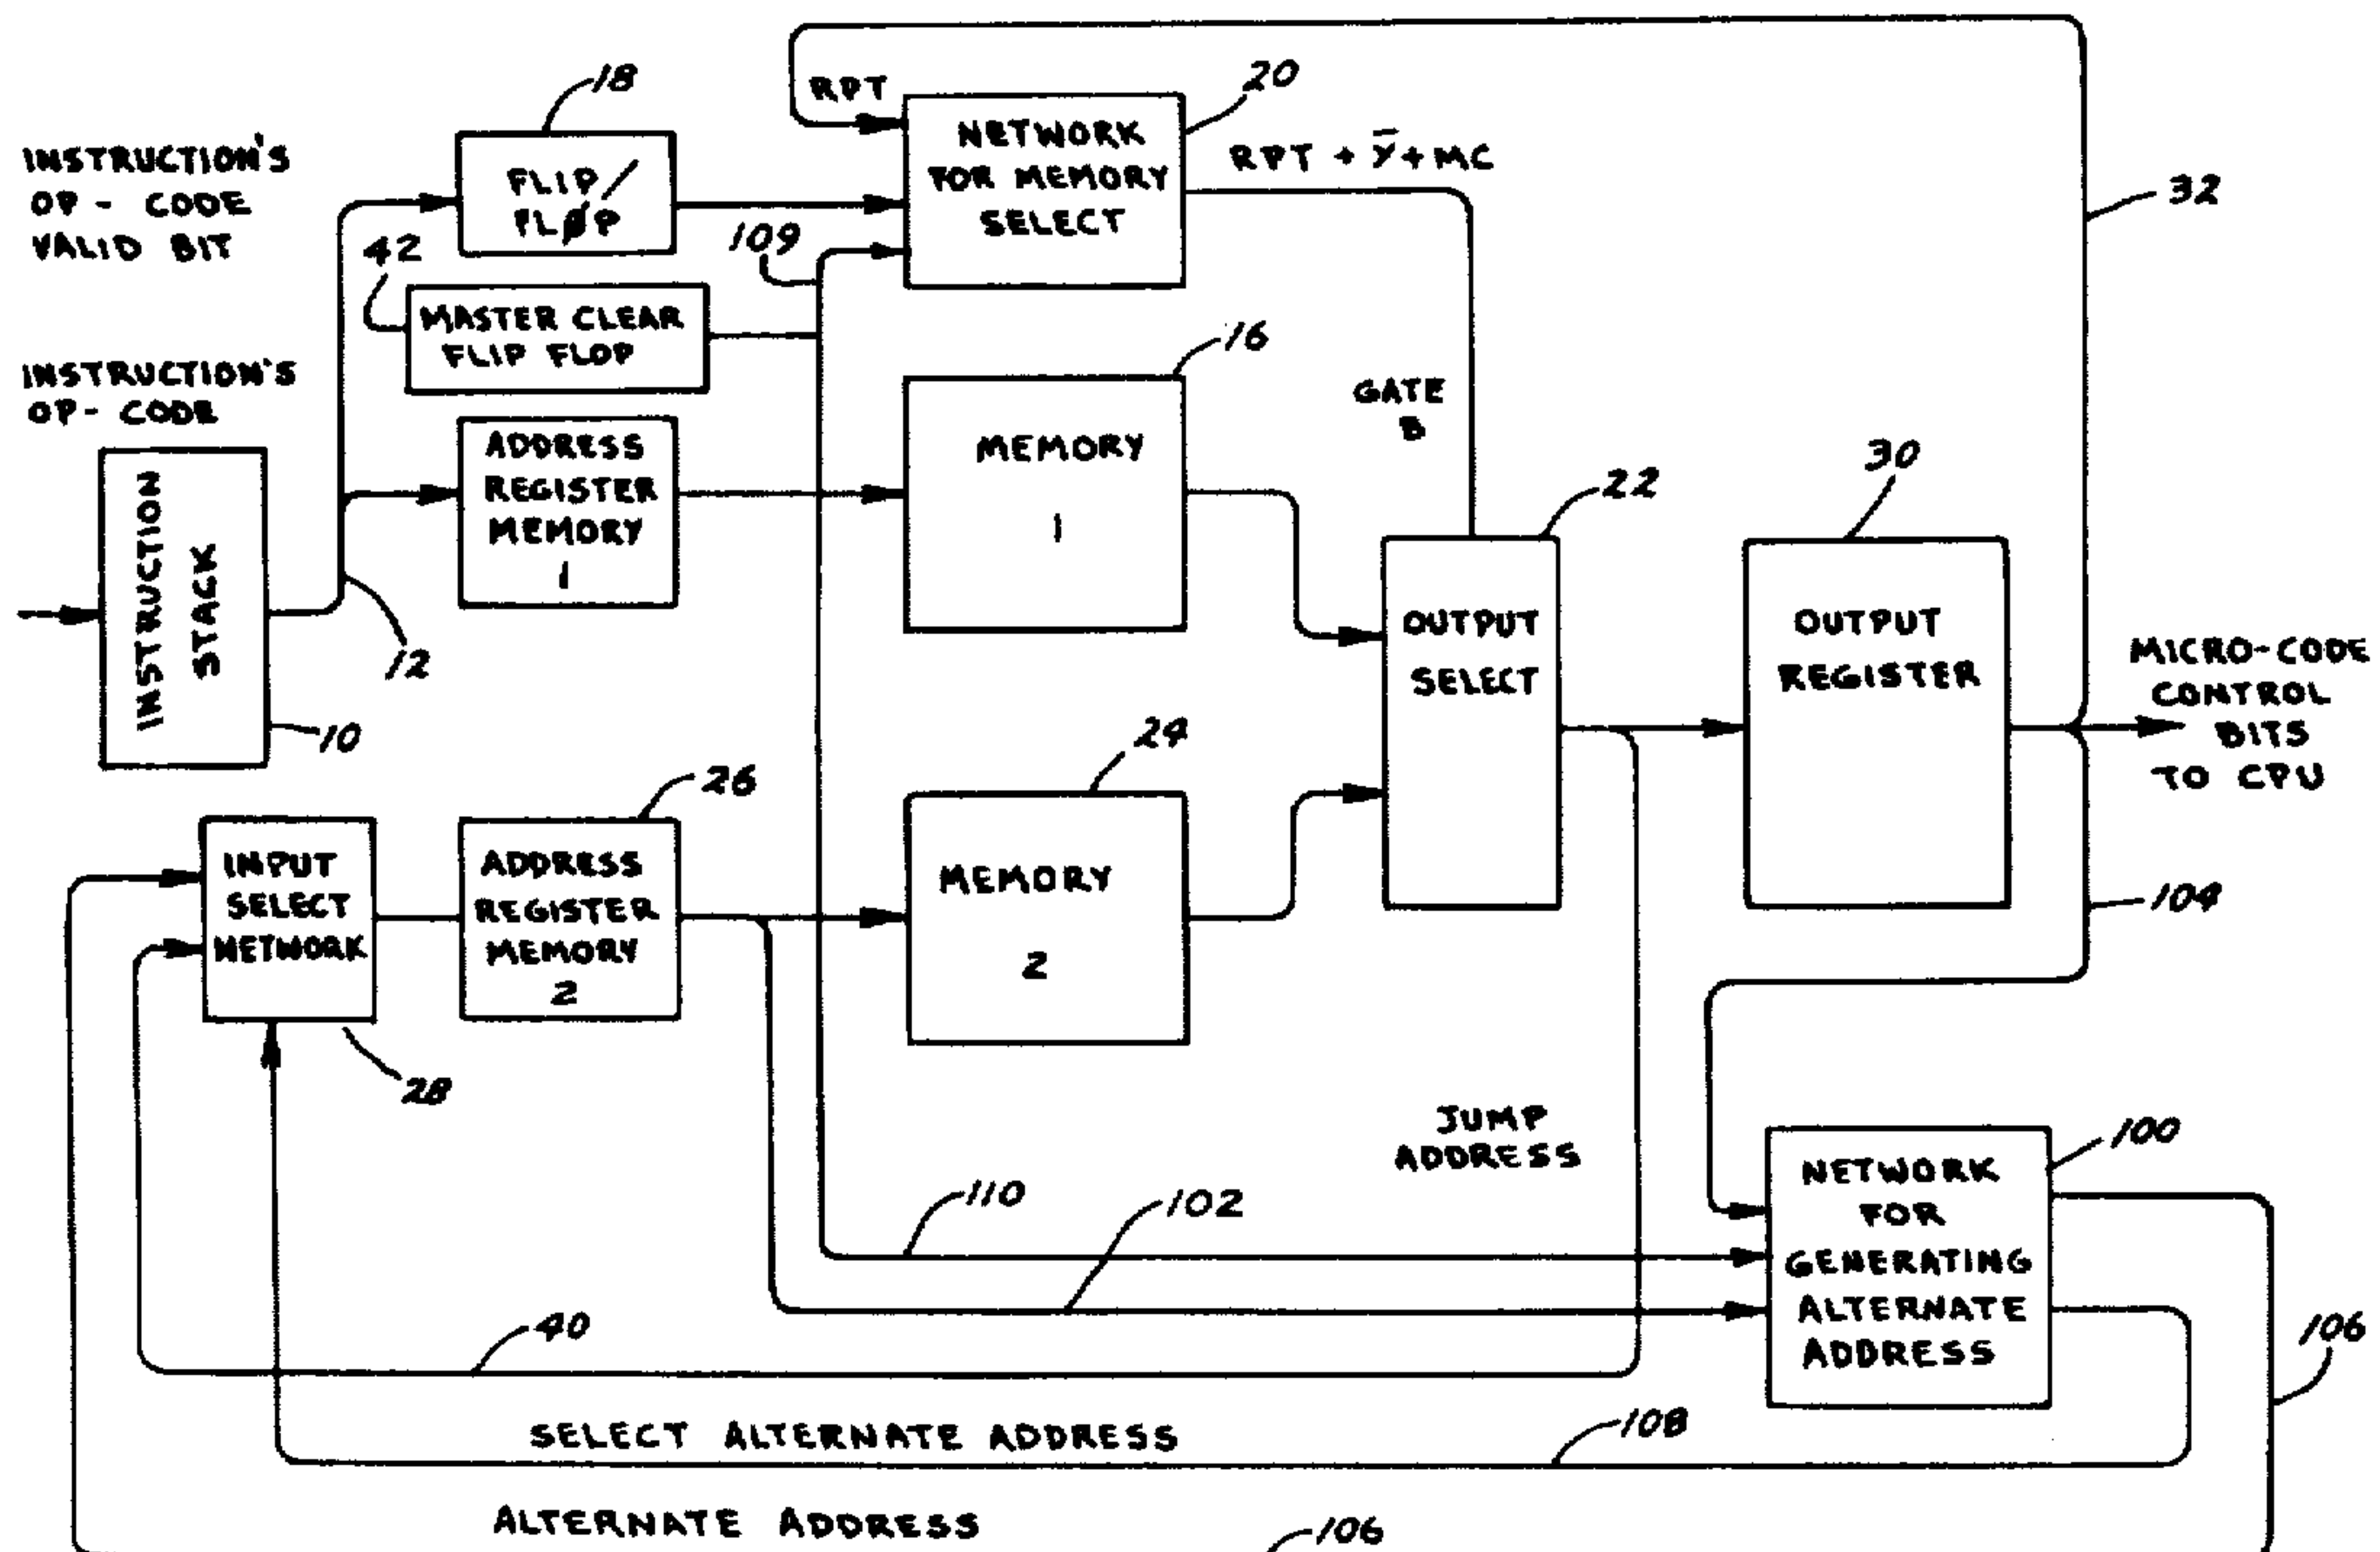 RPT
18
20
INSTRUCTION'S
OP - CODE
VALID BIT
FLIP/
FLØP
NETWORK
FOR MEMORY
SELECT
RPT + Y̅ + MC
32
42
109
MASTER CLEAR
FLIP FLOP
16
INSTRUCTION'S
OP - CODE
GATE
B
ADDRESS
REGISTER
MEMORY
1
MEMORY
1
22
30
INSTRUCTION
STACK
12
10
OUTPUT
SELECT
OUTPUT
REGISTER
MICRO-CODE
CONTROL
BITS
TO CPU
26
24
INPUT
SELECT
NETWORK
ADDRESS
REGISTER
MEMORY
2
MEMORY
2
104
28
JUMP
ADDRESS
100
NETWORK
FOR
GENERATING
ALTERNATE
ADDRESS
110
102
40
106
SELECT ALTERNATE ADDRESS
108
ALTERNATE ADDRESS
106